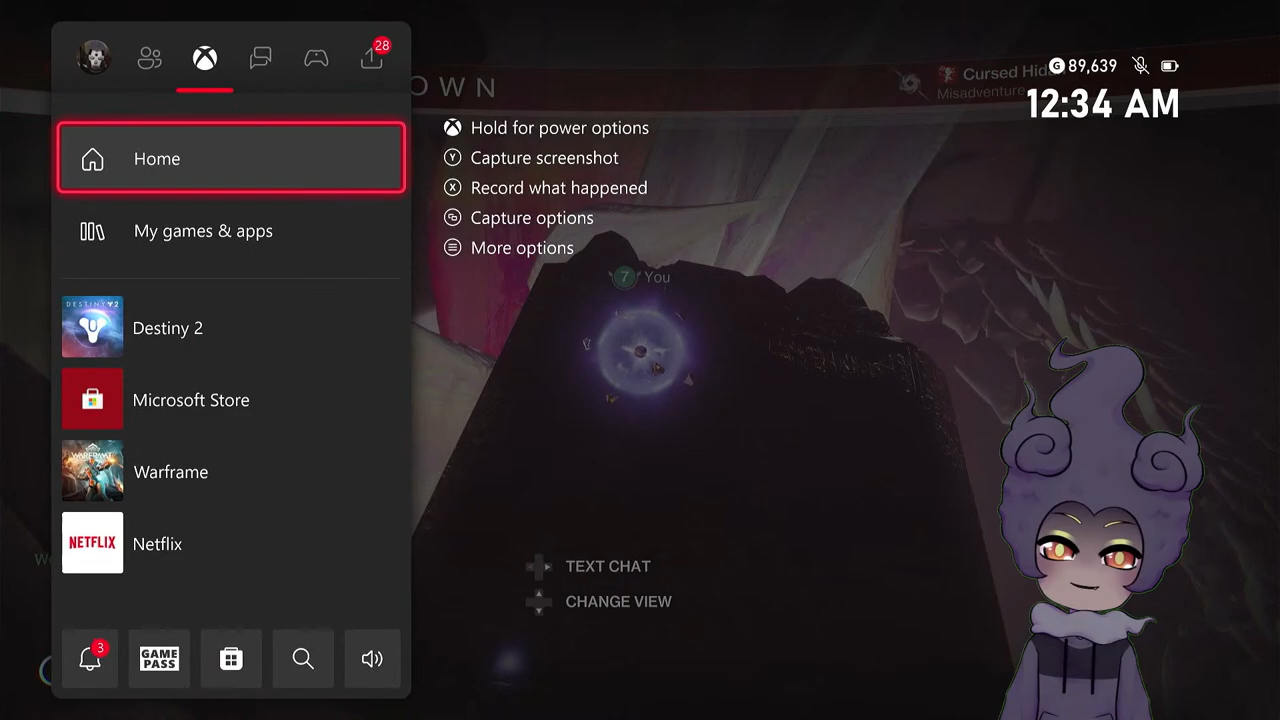 28
OWN
Cursed
Misadventure
G 89,639
12:34 AM
Home
My games & apps
DESTINY 2
Destiny 2
Microsoft Store
WARFRAME
Warframe
NETFLIX
Netflix
3
GAME
PASS
Hold for power options
Y Capture screenshot
X Record what happened
Capture options
More options
7 You
TEXT CHAT
CHANGE VIEW